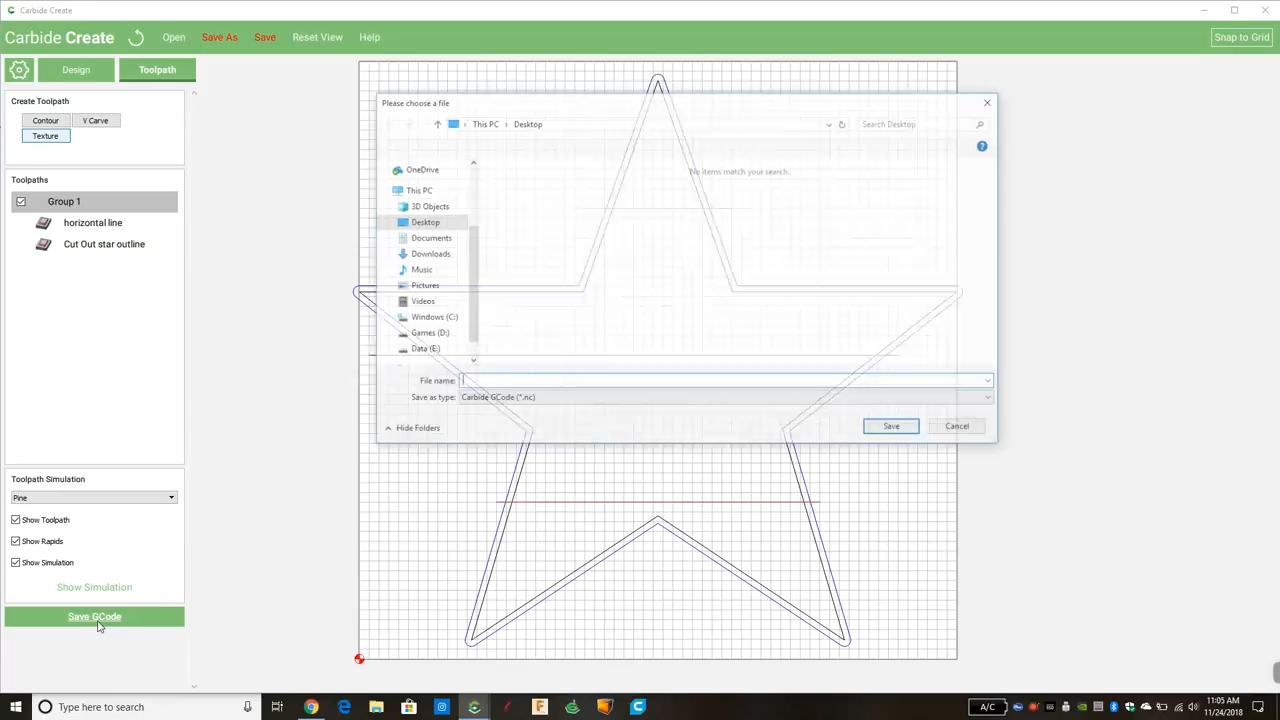 Carbide Create
Carbide Create
Open
Save As
Save
Reset View
Help
Snap to Grid
Design
Toolpath
Create Toolpath
Contour
V Carve
Texture
Toolpaths
Group 1
horizontal line
Cut Out star outline
Toolpath Simulation
Pine
Show Toolpath
Show Rapids
Show Simulation
Show Simulation
Save GCode
Please choose a file
This PC > Desktop
Search Desktop
No items match your search.
OneDrive
This PC
3D Objects
Desktop
Documents
Downloads
Music
Pictures
Videos
Windows (C:)
Games (D:)
Data (E:)
File name:
Save as type: Carbide GCode (*.nc)
Hide Folders
Save
Cancel
Type here to search
A/C
11:05 AM
11/24/2018